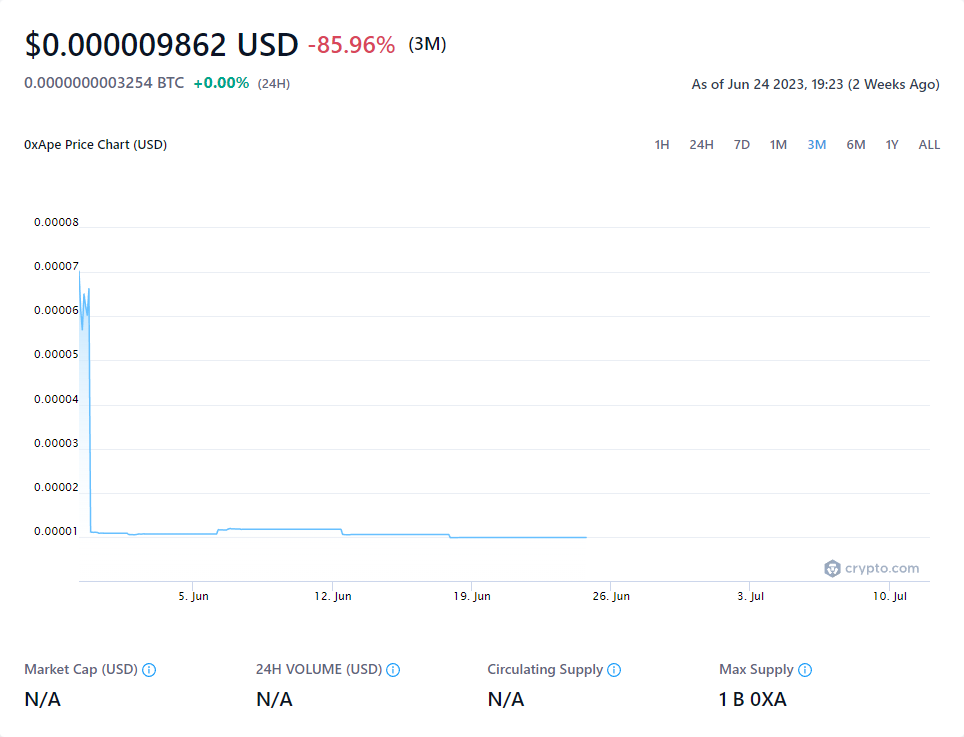 $0.000009862 USD -85.96% (3M)
0.0000000003254 BTC +0.00% (24H)
As of Jun 24 2023, 19:23 (2 Weeks Ago)
0xApe Price Chart (USD)
1H 24H 7D 1M 3M 6M 1Y ALL
0.00008
0.00007
0.00006
0.00005
0.00004
0.00003
0.00002
0.00001
crypto.com
5. Jun 12. Jun 19. Jun 26. Jun 3. Jul 10. Jul
Market Cap (USD) 24H VOLUME (USD) Circulating Supply Max Supply
N/A N/A N/A 1 B 0XA